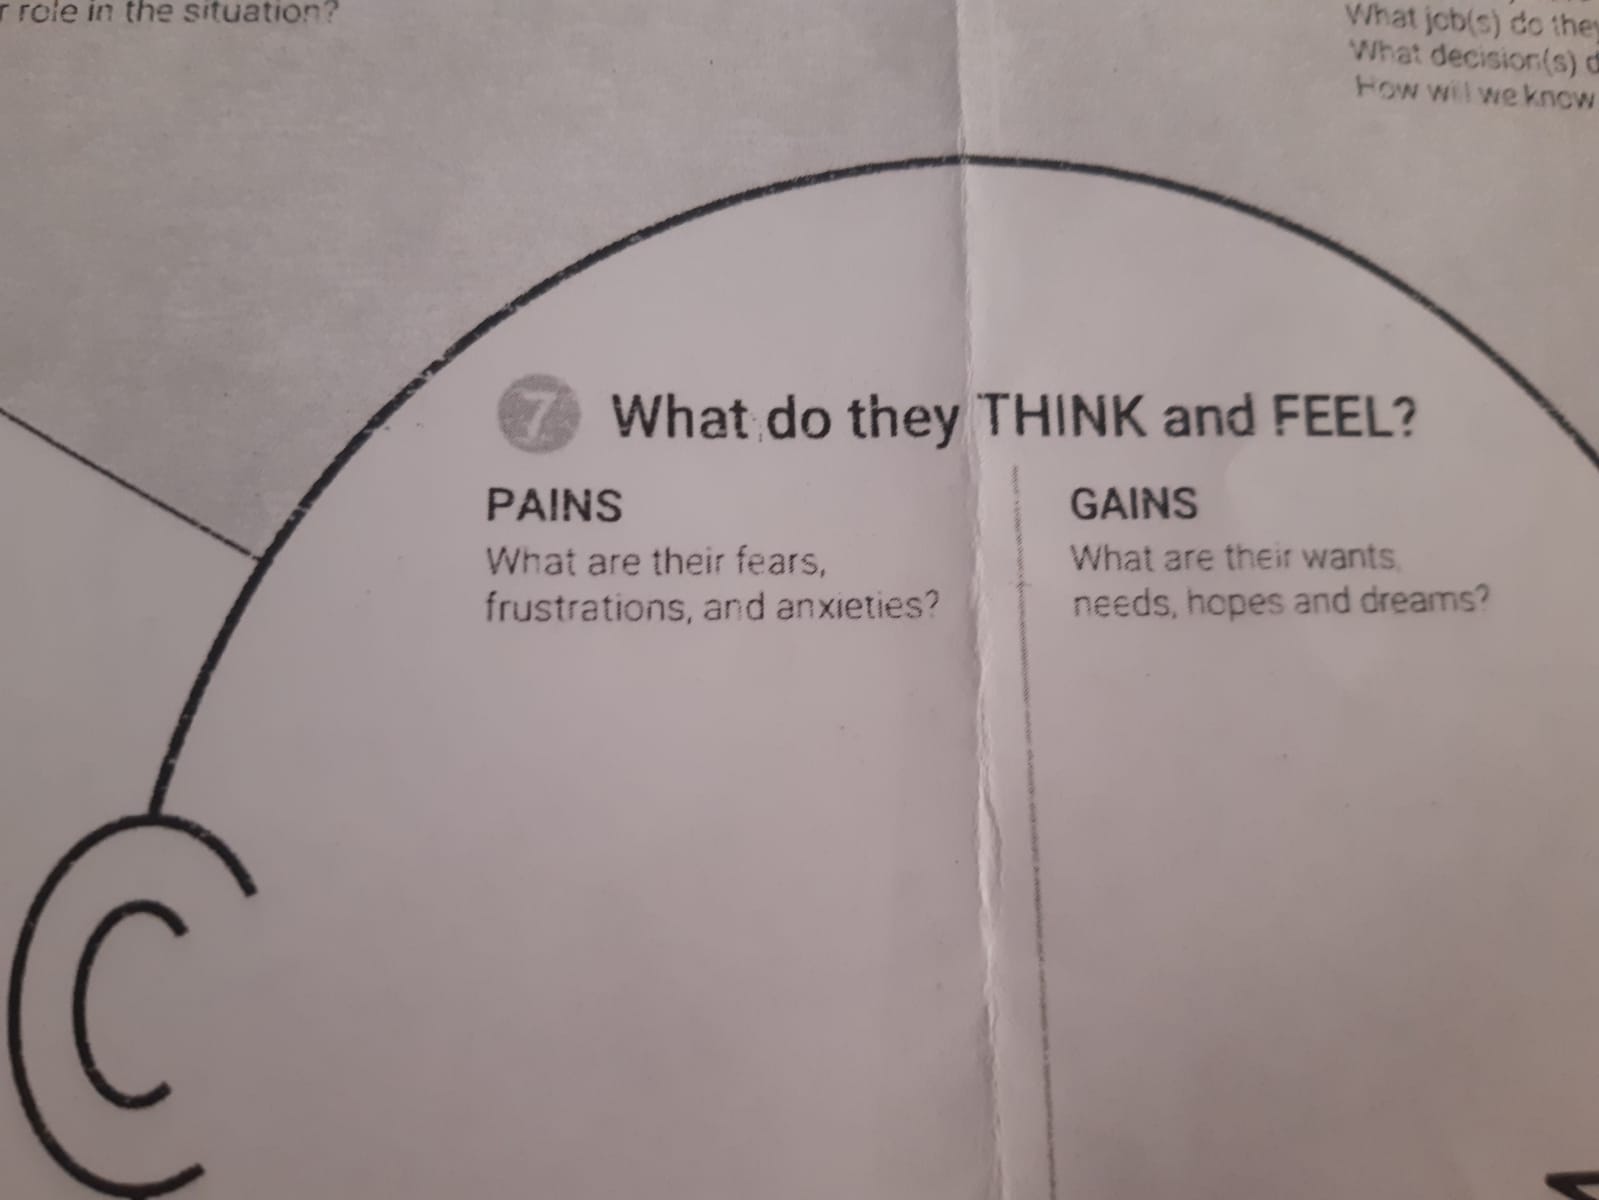 role in the situation?
What job(s) do they
What decision(s)
How will we know
7 What do they THINK and FEEL?
PAINS
What are their fears,
frustrations, and anxieties?
GAINS
What are their wants,
needs, hopes and dreams?